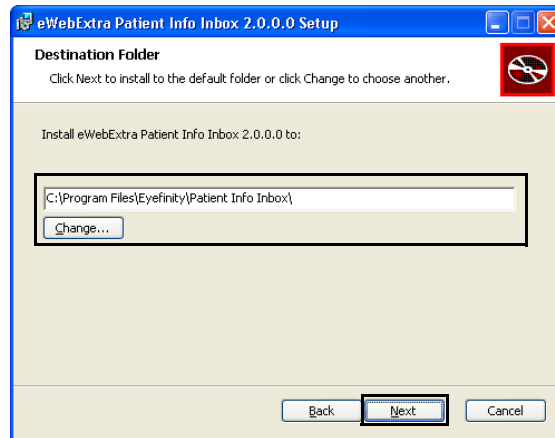 eWebExtra Patient Info Inbox 2.0.0.0 Setup
Destination Folder
Click Next to install to the default folder or click Change to choose another.
Install eWebExtra Patient Info Inbox 2.0.0.0 to:
C:\Program Files\Eyefinity\Patient Info Inbox\
Change...
Back Next Cancel